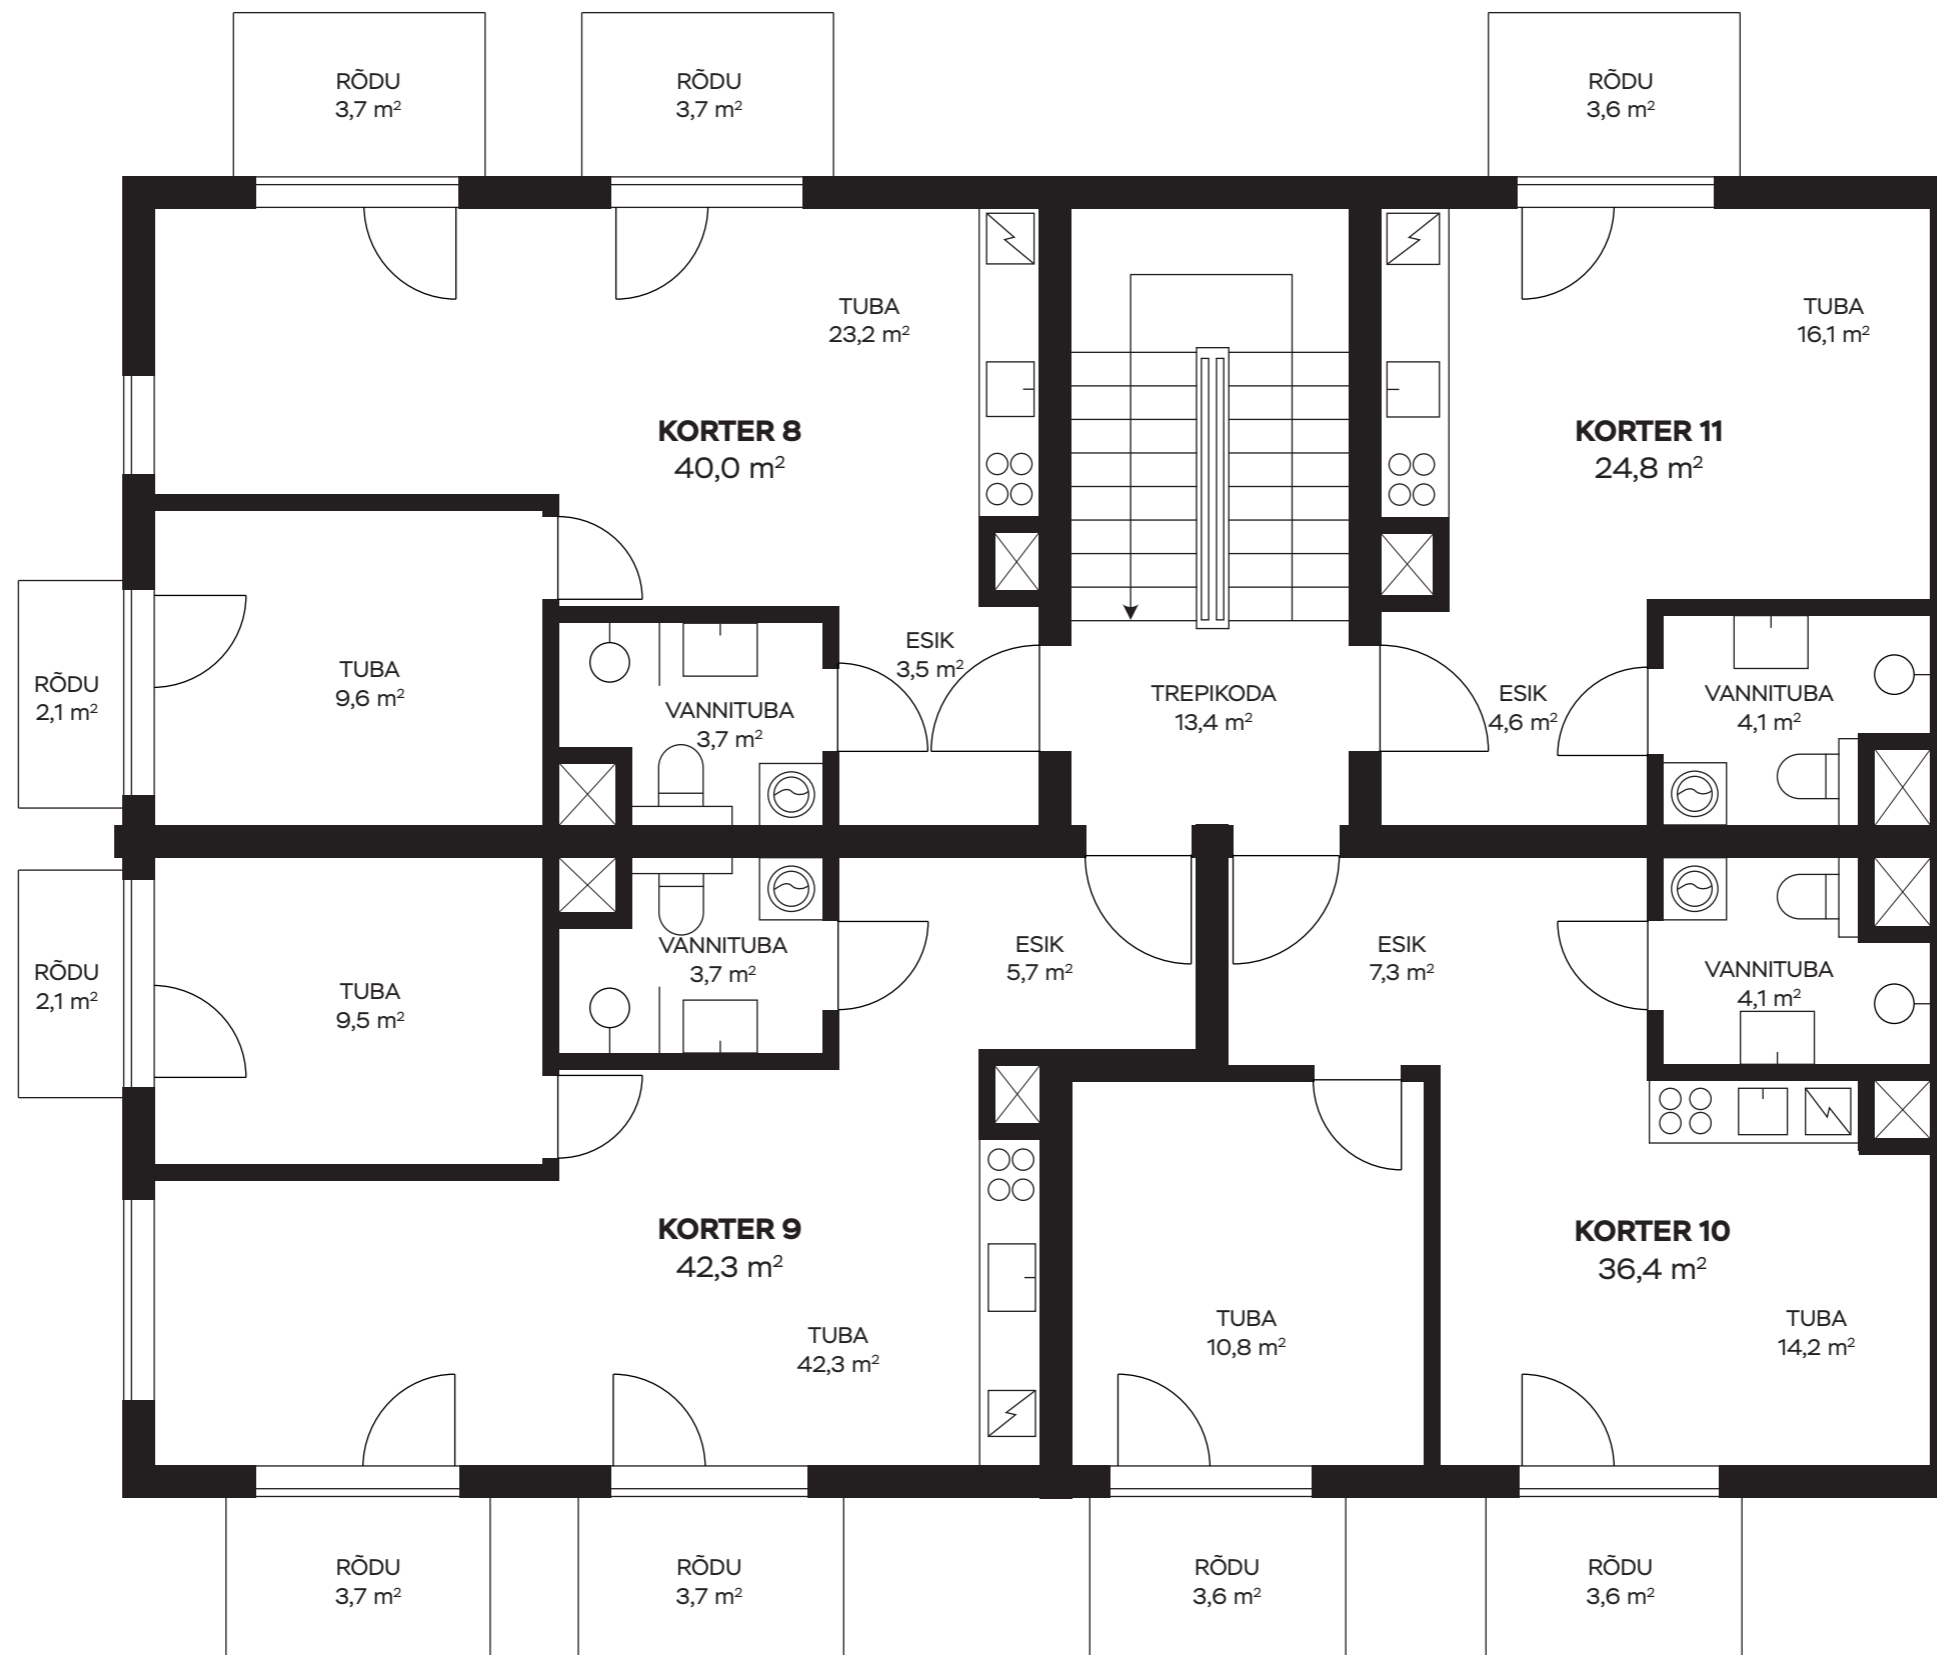 RÕDU
3,7 m²
RÕDU
3,7 m²
RÕDU
3,6 m²
TUBA
23,2 m²
TUBA
16,1 m²
KORTER 8
40,0 m²
KORTER 11
24,8 m²
ESIK
3,5 m²
TUBA
9,6 m²
RÕDU
2,1 m²
VANNITUBA
3,7 m²
TREPIKODA
13,4 m²
ESIK
4,6 m²
VANNITUBA
4,1 m²
RÕDU
2,1 m²
TUBA
9,5 m²
VANNITUBA
3,7 m²
ESIK
5,7 m²
ESIK
7,3 m²
VANNITUBA
4,1 m²
KORTER 9
42,3 m²
KORTER 10
36,4 m²
TUBA
42,3 m²
TUBA
10,8 m²
TUBA
14,2 m²
RÕDU
3,7 m²
RÕDU
3,7 m²
RÕDU
3,6 m²
RÕDU
3,6 m²